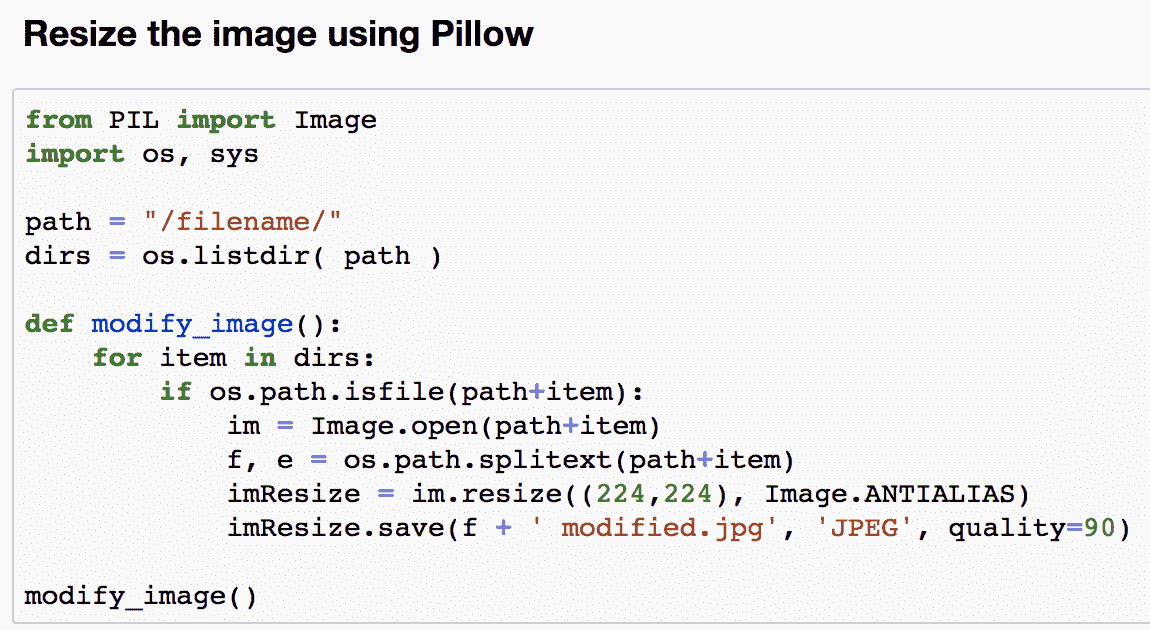 Resize the image using Pillow
from PIL import Image
import os, sys
path = "/filename/"
dirs = os.listdir( path )
def modify_image():
    for item in dirs:
        if os.path.isfile(path+item):
            im = Image.open(path+item)
            f, e = os.path.splitext(path+item)
            imResize = im.resize((224,224), Image.ANTIALIAS)
            imResize.save(f + ' modified.jpg', 'JPEG', quality=90)
modify_image()